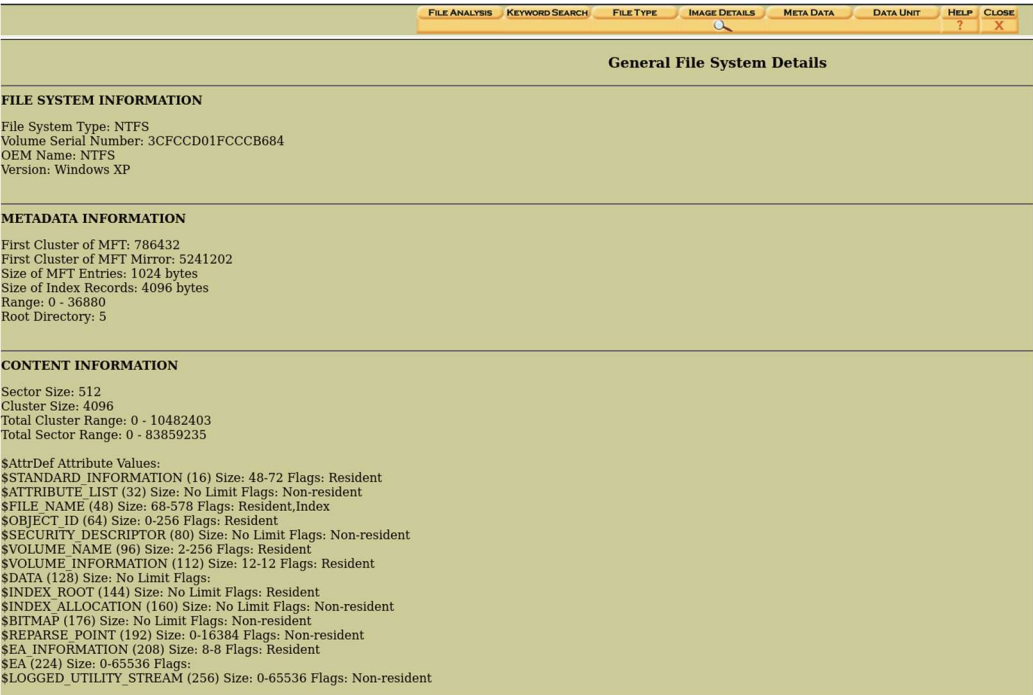 FILE ANALYSIS KEYWORD SEARCH FILE TYPE IMAGE DETAILS META DATA DATA UNIT HELP CLOSE
? X
General File System Details
FILE SYSTEM INFORMATION
File System Type: NTFS
Volume Serial Number: 3CFCCD01FCCCB684
OEM Name: NTFS
Version: Windows XP
METADATA INFORMATION
First Cluster of MFT: 786432
First Cluster of MFT Mirror: 5241202
Size of MFT Entries: 1024 bytes
Size of Index Records: 4096 bytes
Range: 0 - 36880
Root Directory: 5
CONTENT INFORMATION
Sector Size: 512
Cluster Size: 4096
Total Cluster Range: 0 - 10482403
Total Sector Range: 0 - 83859235
$AttrDef Attribute Values:
$STANDARD_INFORMATION (16) Size: 48-72 Flags: Resident
$ATTRIBUTE_LIST (32) Size: No Limit Flags: Non-resident
$FILE_NAME (48) Size: 68-578 Flags: Resident,Index
$OBJECT_ID (64) Size: 0-256 Flags: Resident
$SECURITY_DESCRIPTOR (80) Size: No Limit Flags: Non-resident
$VOLUME_NAME (96) Size: 2-256 Flags: Resident
$VOLUME_INFORMATION (112) Size: 12-12 Flags: Resident
$DATA (128) Size: No Limit Flags:
$INDEX_ROOT (144) Size: No Limit Flags: Resident
$INDEX_ALLOCATION (160) Size: No Limit Flags: Non-resident
$BITMAP (176) Size: No Limit Flags: Non-resident
$REPARSE_POINT (192) Size: 0-16384 Flags: Non-resident
$EA_INFORMATION (208) Size: 8-8 Flags: Resident
$EA (224) Size: 0-65536 Flags:
$LOGGED_UTILITY_STREAM (256) Size: 0-65536 Flags: Non-resident